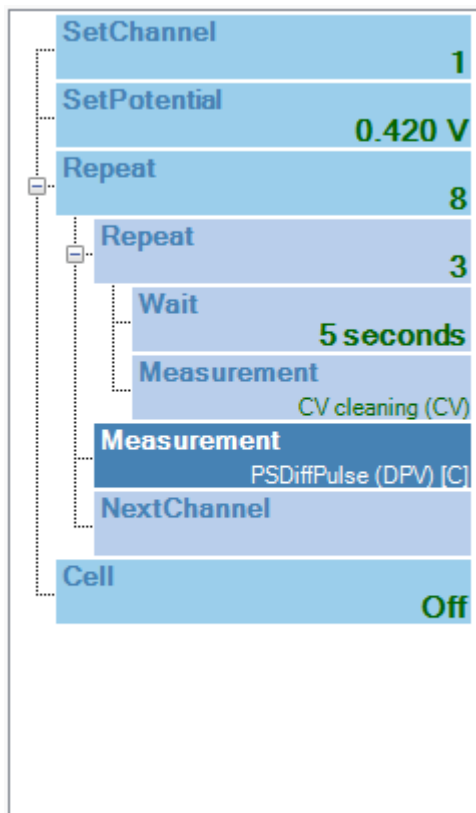 SetChannel
1
SetPotential
0.420 V
Repeat
8
Repeat
3
Wait
5 seconds
Measurement
CV cleaning (CV)
Measurement
PSDiffPulse (DPV) [C]
NextChannel
Cell
Off